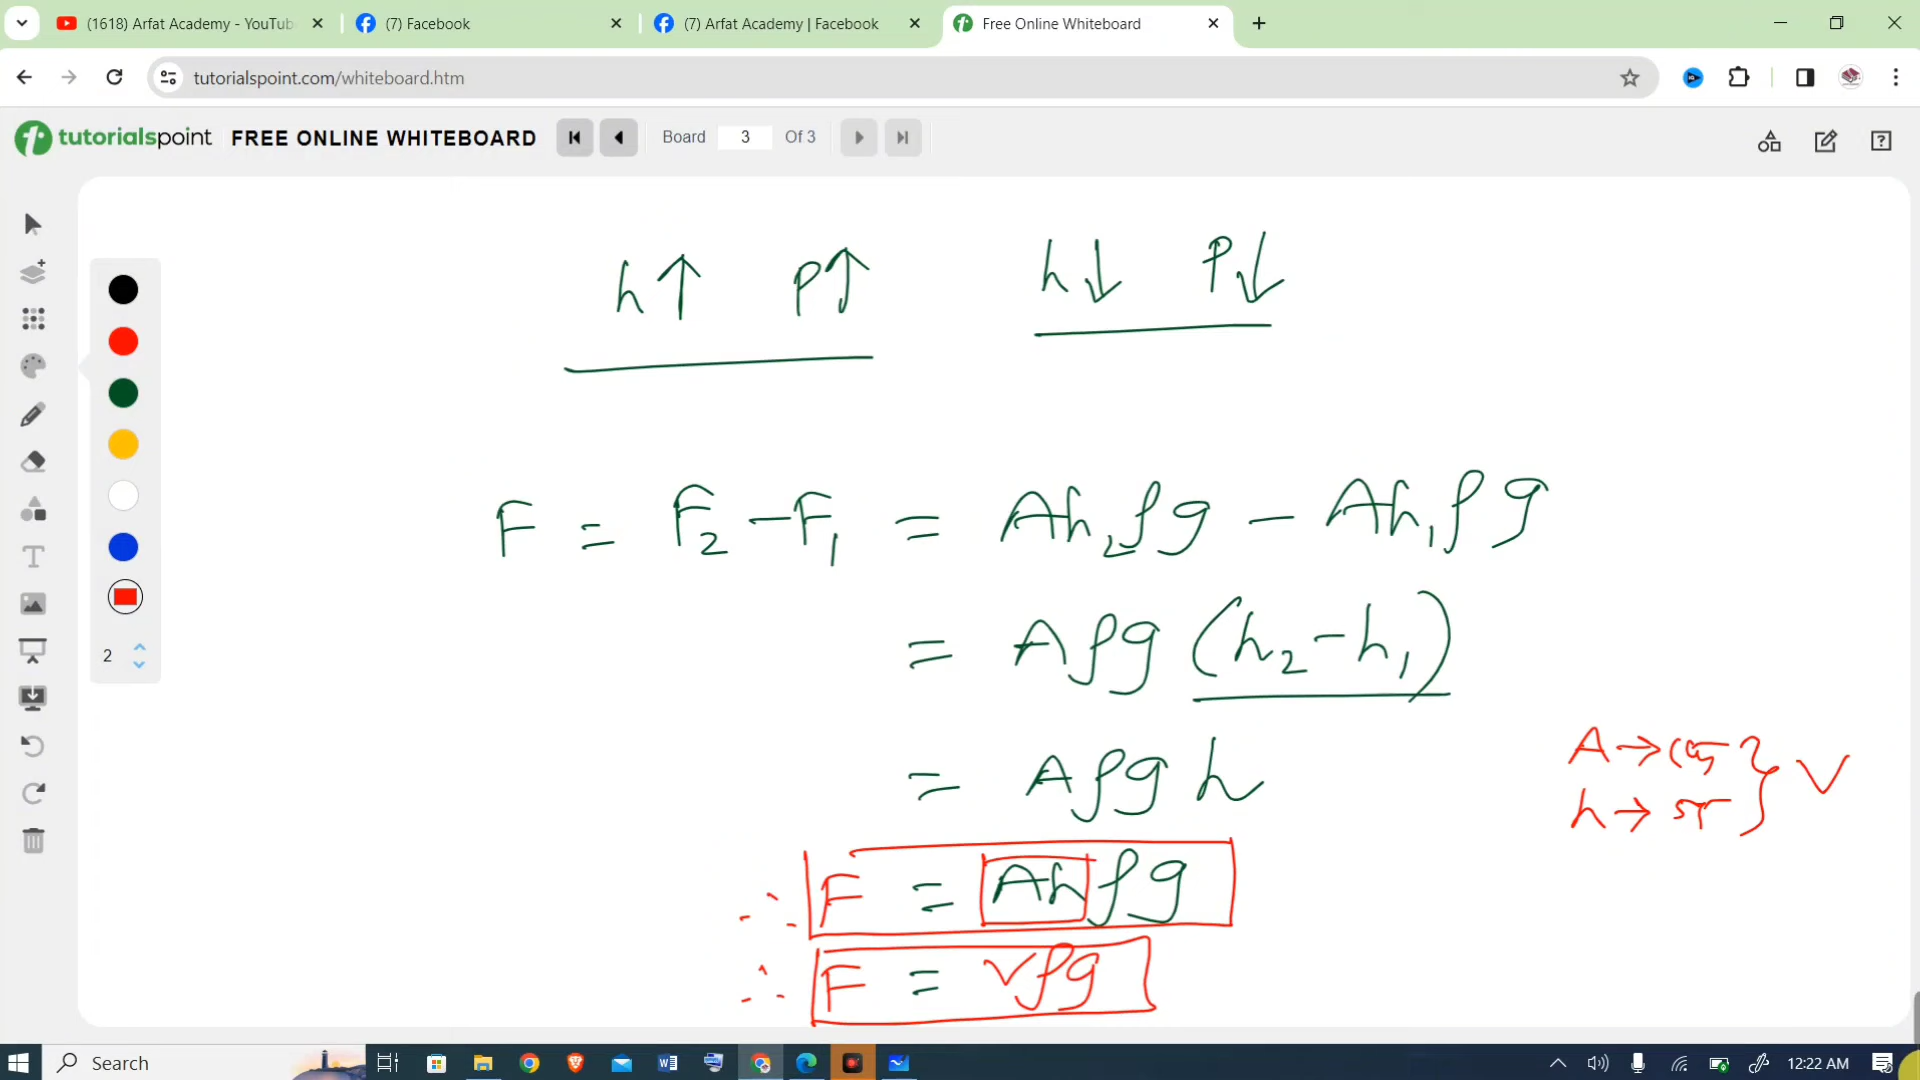 (1618) Arfat Academy - YouTub
(7) Facebook
(7) Arfat Academy | Facebook
Free Online Whiteboard
tutorialspoint.com/whiteboard.htm
tutorialspoint FREE ONLINE WHITEBOARD Board 3 Of 3
h↑ P↑ h↓ P↓
F = F₂ − F₁ = Ah₂ρg − Ah₁ρg
= Aρg (h₂ − h₁)
= Aρg h
A →
h →
} V
∴ F = Ahρg
∴ F = Vρg
2
Search
12:22 AM